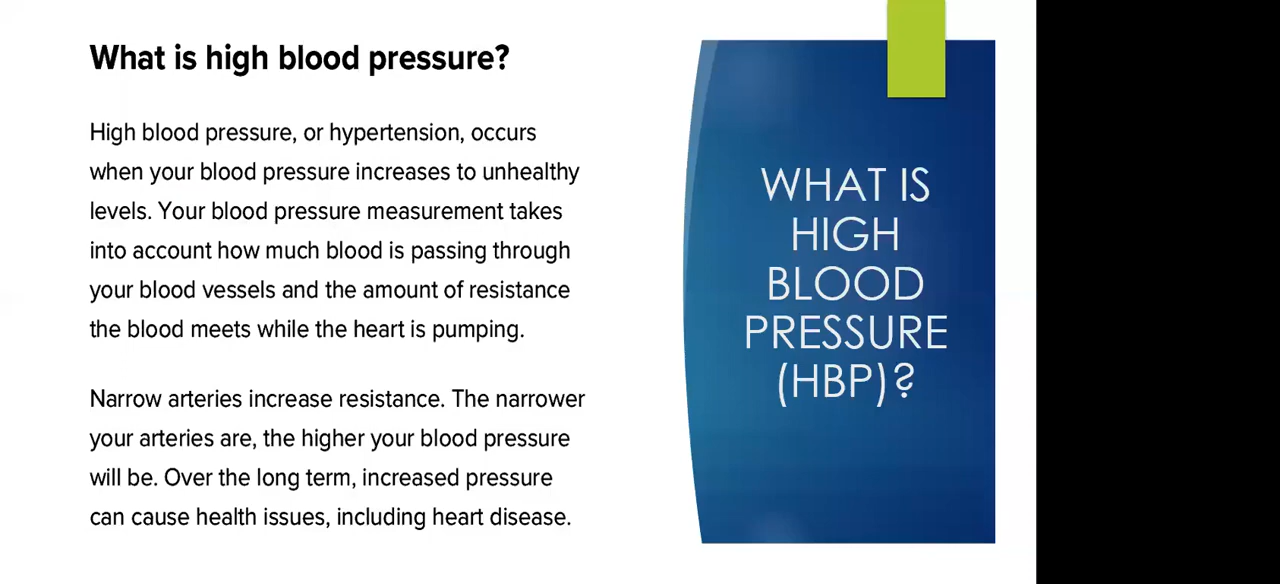 What is high blood pressure?
High blood pressure, or hypertension, occurs
when your blood pressure increases to unhealthy
levels. Your blood pressure measurement takes
into account how much blood is passing through
your blood vessels and the amount of resistance
the blood meets while the heart is pumping.
Narrow arteries increase resistance. The narrower
your arteries are, the higher your blood pressure
will be. Over the long term, increased pressure
can cause health issues, including heart disease.
WHAT IS
HIGH
BLOOD
PRESSURE
(HBP)?